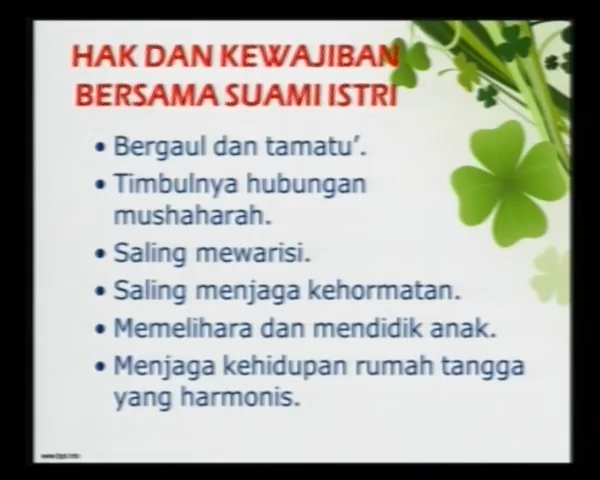 HAK DAN KEWAJIBAN
BERSAMA SUAMI ISTRI
• Bergaul dan tamatu’.
• Timbulnya hubungan
mushaharah.
• Saling mewarisi.
• Saling menjaga kehormatan.
• Memelihara dan mendidik anak.
• Menjaga kehidupan rumah tangga
yang harmonis.